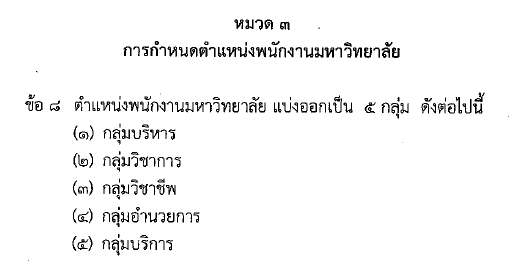 หมวด ๓
การกำหนดตำแหน่งพนักงานมหาวิทยาลัย
ข้อ ๘ ตำแหน่งพนักงานมหาวิทยาลัย แบ่งออกเป็น ๕ กลุ่ม ดังต่อไปนี้
(๑) กลุ่มบริหาร
(๒) กลุ่มวิชาการ
(๓) กลุ่มวิชาชีพ
(๔) กลุ่มอำนวยการ
(๕) กลุ่มบริการ